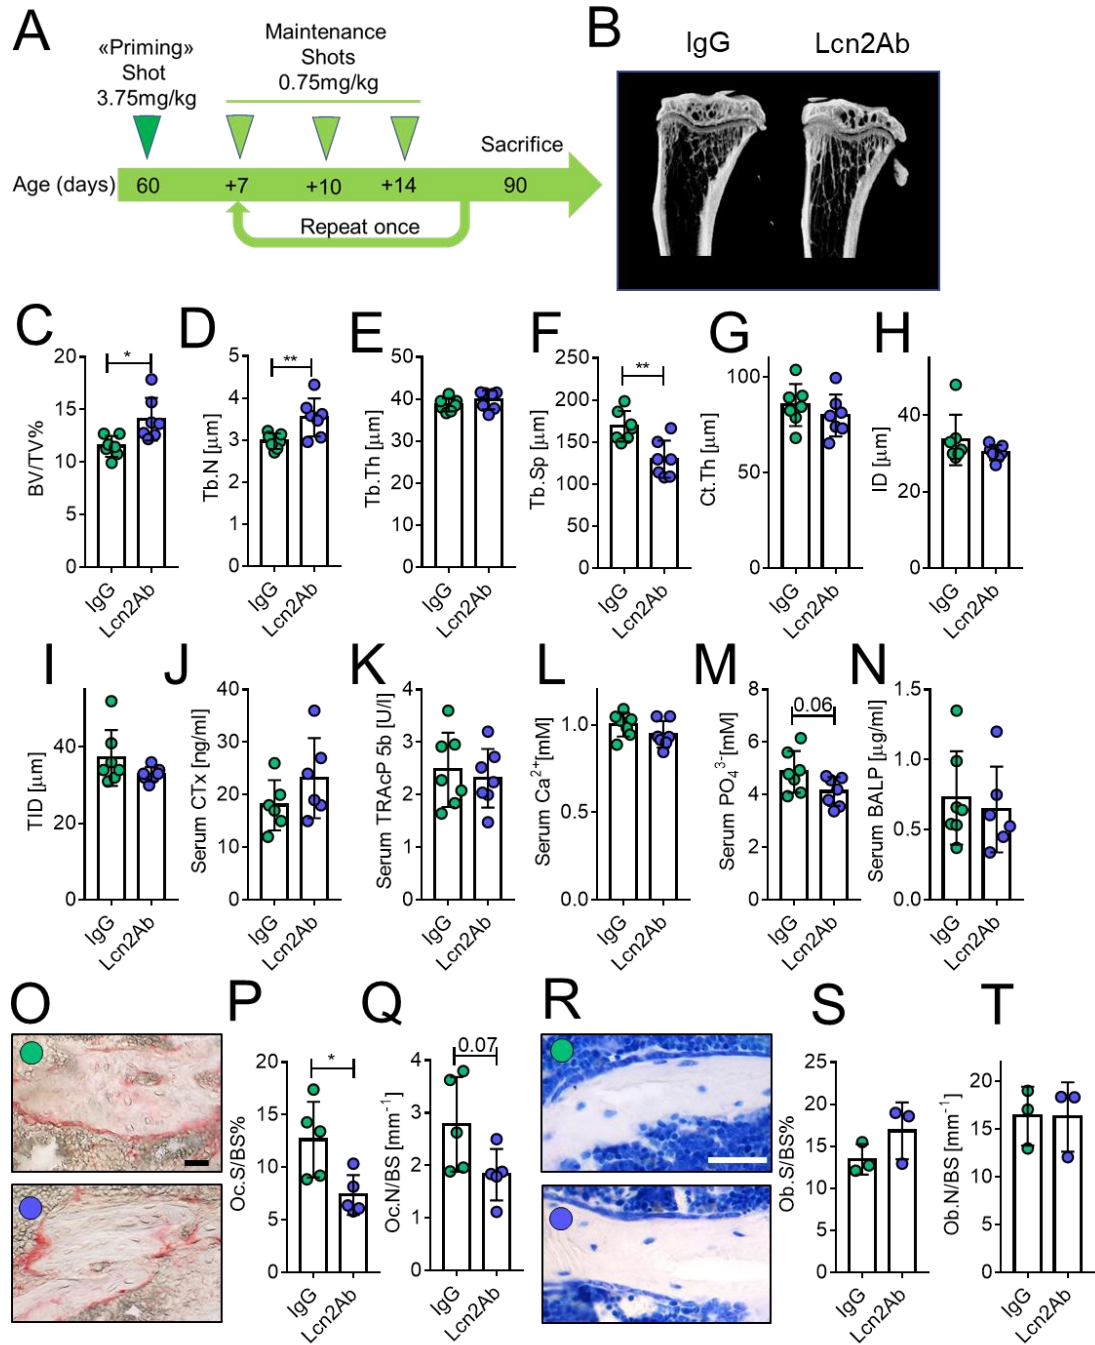 A
«Priming»
Shot
3.75mg/kg
Maintenance
Shots
0.75mg/kg
Sacrifice
Age (days)
60
+7
+10
+14
90
Repeat once
B
IgG
Lcn2Ab
C
BV/TV%
20
15
10
5
0
*
IgG
Lcn2Ab
D
Tb.N [µm]
5
4
3
2
1
0
**
IgG
Lcn2Ab
E
Tb.Th [µm]
50
40
30
20
10
0
IgG
Lcn2Ab
F
Tb.Sp [µm]
250
200
150
100
50
0
**
IgG
Lcn2Ab
G
Ct.Th [µm]
100
50
0
IgG
Lcn2Ab
H
ID [µm]
40
20
0
IgG
Lcn2Ab
I
TID [µm]
40
20
0
IgG
Lcn2Ab
J
Serum CTx [ng/ml]
40
30
20
10
0
IgG
Lcn2Ab
K
Serum TRAcP 5b [U/l]
4
3
2
1
0
IgG
Lcn2Ab
L
Serum Ca²⁺[mM]
1.0
0.5
0.0
IgG
Lcn2Ab
M
Serum PO₄³⁻[mM]
8
6
4
2
0
0.06
IgG
Lcn2Ab
N
Serum BALP [µg/ml]
1.5
1.0
0.5
0.0
IgG
Lcn2Ab
O
P
Oc.S/BS%
20
15
10
5
0
*
IgG
Lcn2Ab
Q
Oc.N/BS [mm⁻¹]
4
3
2
1
0
0.07
IgG
Lcn2Ab
R
S
Ob.S/BS%
25
20
15
10
5
0
IgG
Lcn2Ab
T
Ob.N/BS [mm⁻¹]
20
15
10
5
0
IgG
Lcn2Ab